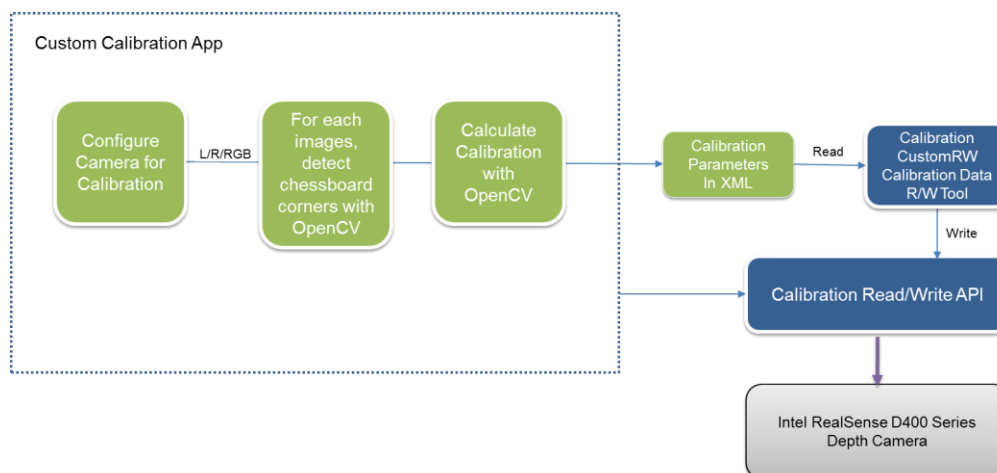 Custom Calibration App
Configure
Camera for
Calibration
L/R/RGB
For each
images,
detect
chessboard
corners with
OpenCV
Calculate
Calibration
with
OpenCV
Calibration
Parameters
In XML
Read
Calibration
CustomRW
Calibration Data
R/W Tool
Write
Calibration Read/Write API
Intel RealSense D400 Series
Depth Camera